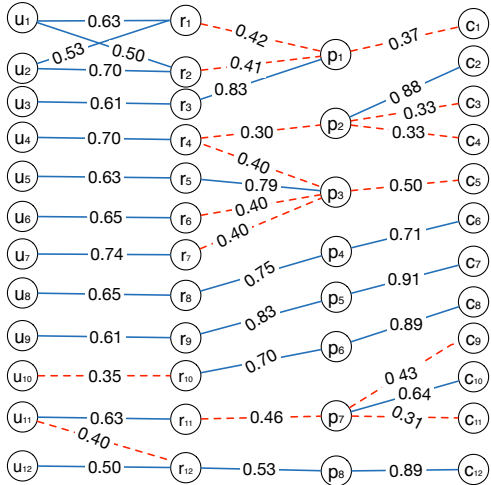 u1 0.63 r1 0.42 0.37 c1
0.53 0.50 0.41 p1 c2
u2 0.70 r2 0.83 0.88
u3 0.61 r3 p2 0.33 c3
u4 0.70 r4 0.30 0.33 c4
0.40
u5 0.63 r5 0.79 p3 0.50 c5
u6 0.65 r6 0.40
0.40 0.71 c6
u7 0.74 r7 p4
u8 0.65 r8 0.75 p5 0.91 c7
0.83 0.89 c8
u9 0.61 r9 p6 c9
u10 0.35 r10 0.70 0.43
0.64 c10
u11 0.63 r11 0.46 p7 0.31 c11
0.40
u12 0.50 r12 0.53 p8 0.89 c12